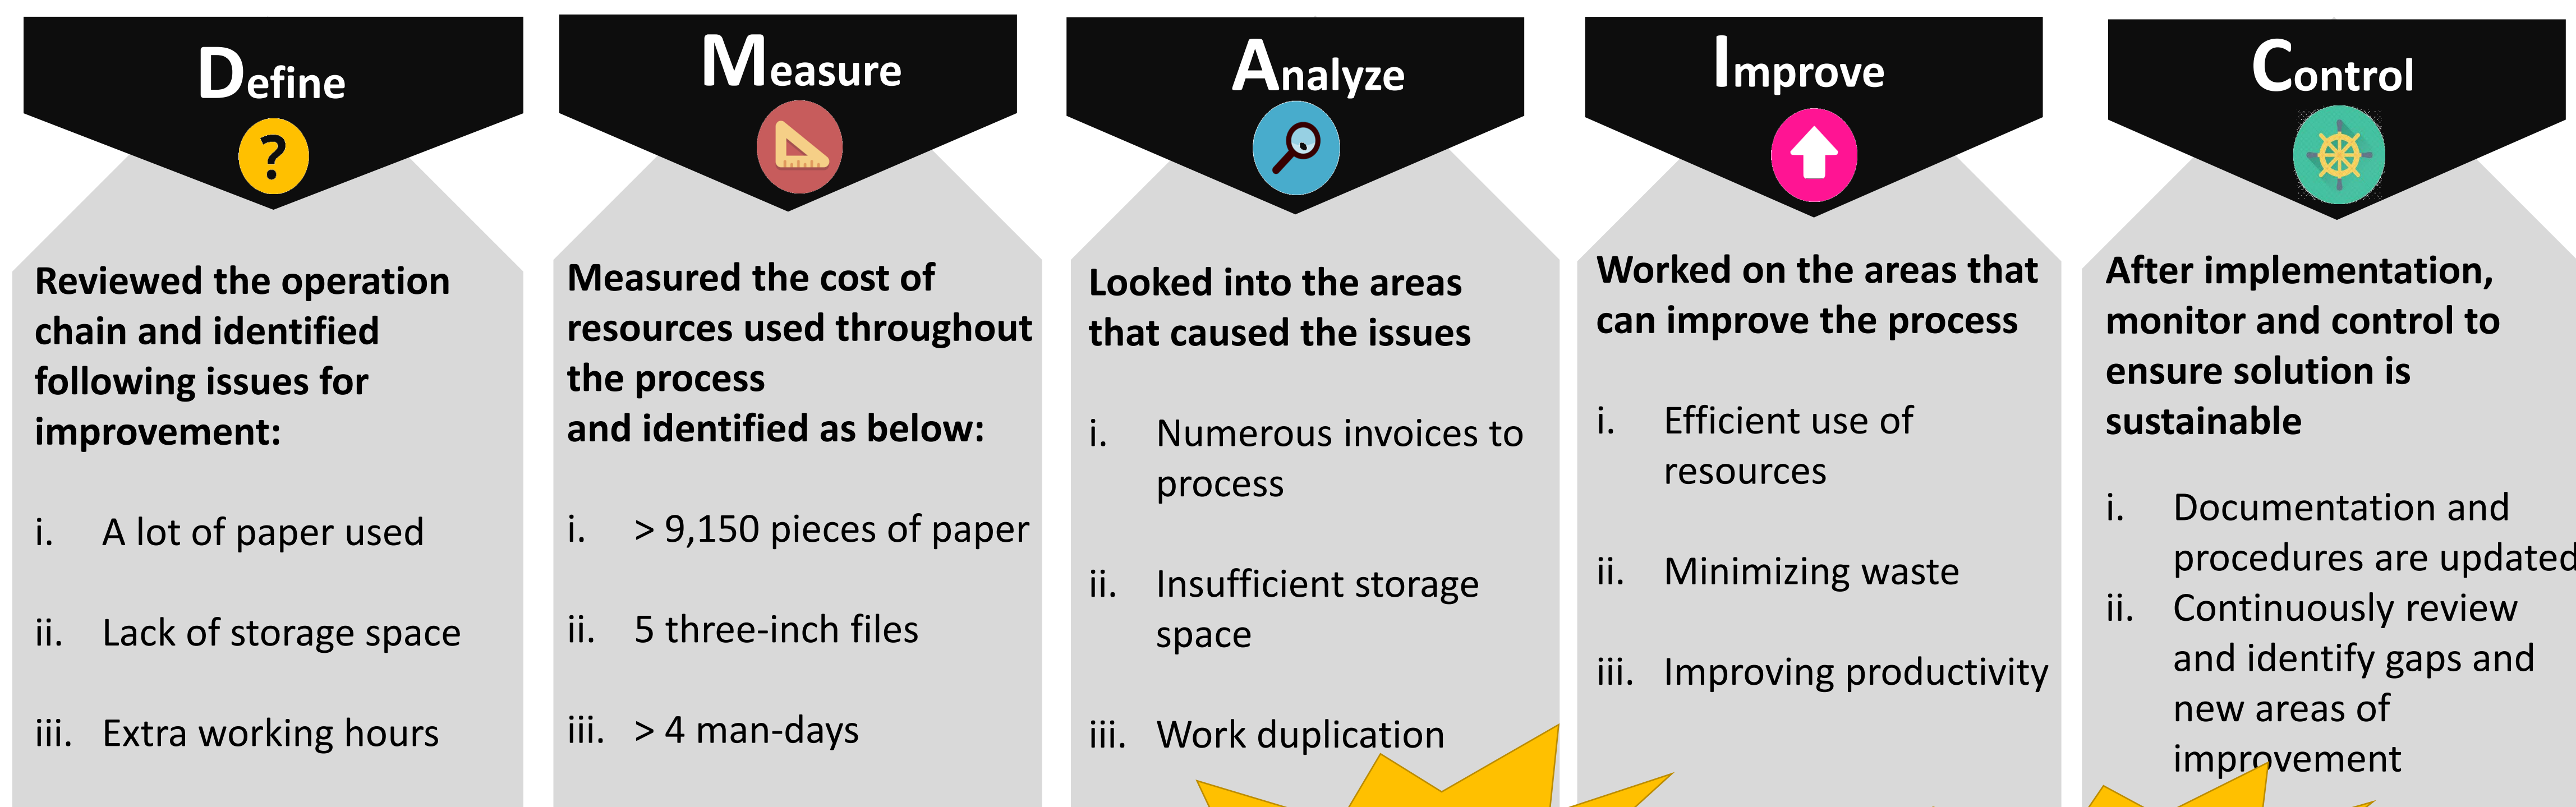 Define
?
Reviewed the operation
chain and identified
following issues for
improvement:
i. A lot of paper used
ii. Lack of storage space
iii. Extra working hours
Measure
Measured the cost of
resources used throughout
the process
and identified as below:
i. > 9,150 pieces of paper
ii. 5 three-inch files
iii. > 4 man-days
Analyze
Looked into the areas
that caused the issues
i. Numerous invoices to
process
ii. Insufficient storage
space
iii. Work duplication
Improve
Worked on the areas that
can improve the process
i. Efficient use of
resources
ii. Minimizing waste
iii. Improving productivity
Control
After implementation,
monitor and control to
ensure solution is
sustainable
i. Documentation and
procedures are updated
ii. Continuously review
and identify gaps and
new areas of
improvement